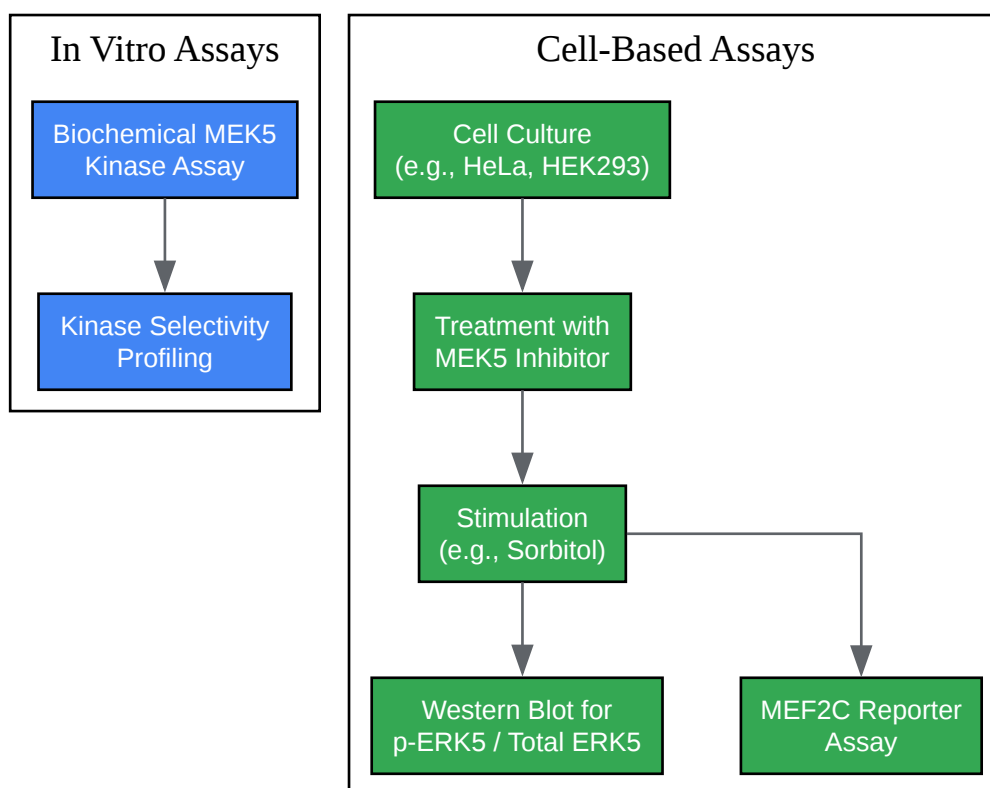 In Vitro Assays
Biochemical MEK5
Kinase Assay
Kinase Selectivity
Profiling
Cell-Based Assays
Cell Culture
(e.g., HeLa, HEK293)
Treatment with
MEK5 Inhibitor
Stimulation
(e.g., Sorbitol)
Western Blot for
p-ERK5 / Total ERK5
MEF2C Reporter
Assay